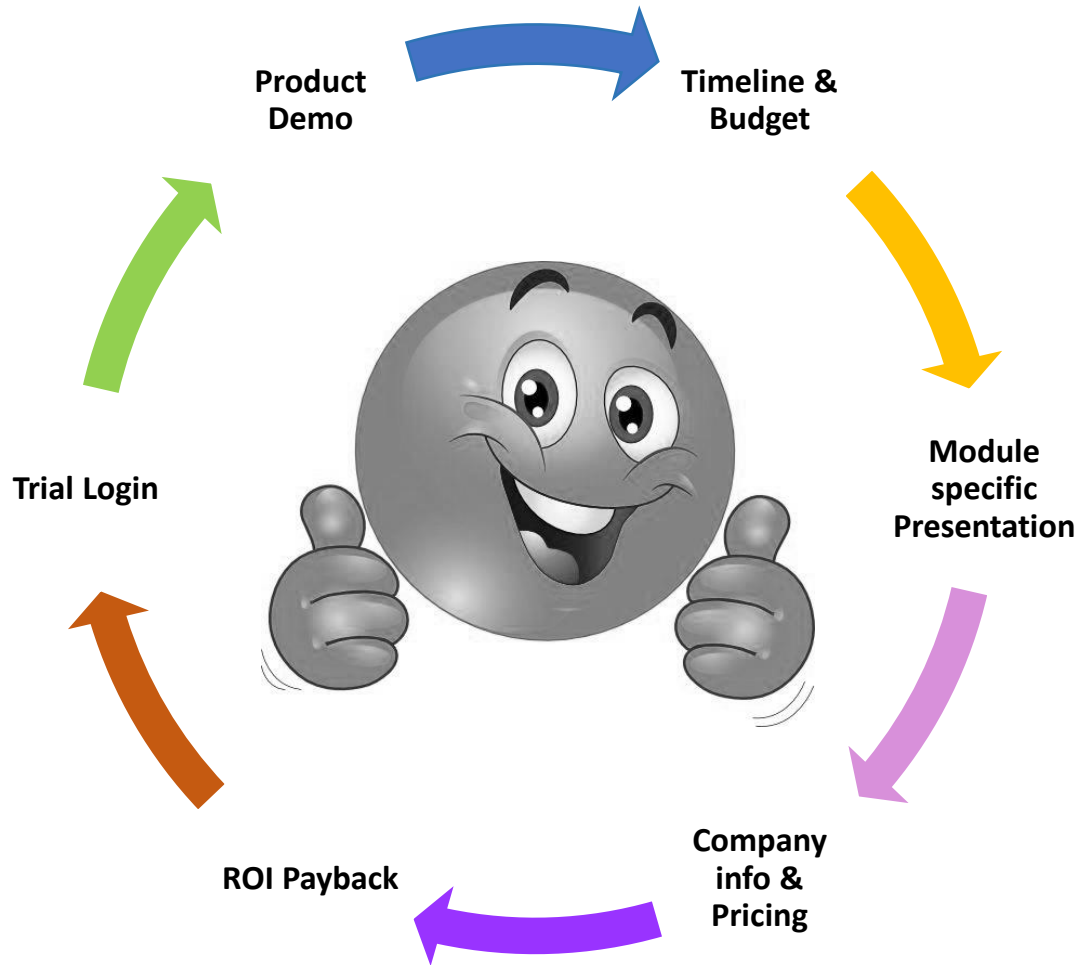 Product
Demo
Timeline &
Budget
Module
specific
Presentation
Company
info &
Pricing
ROI Payback
Trial Login